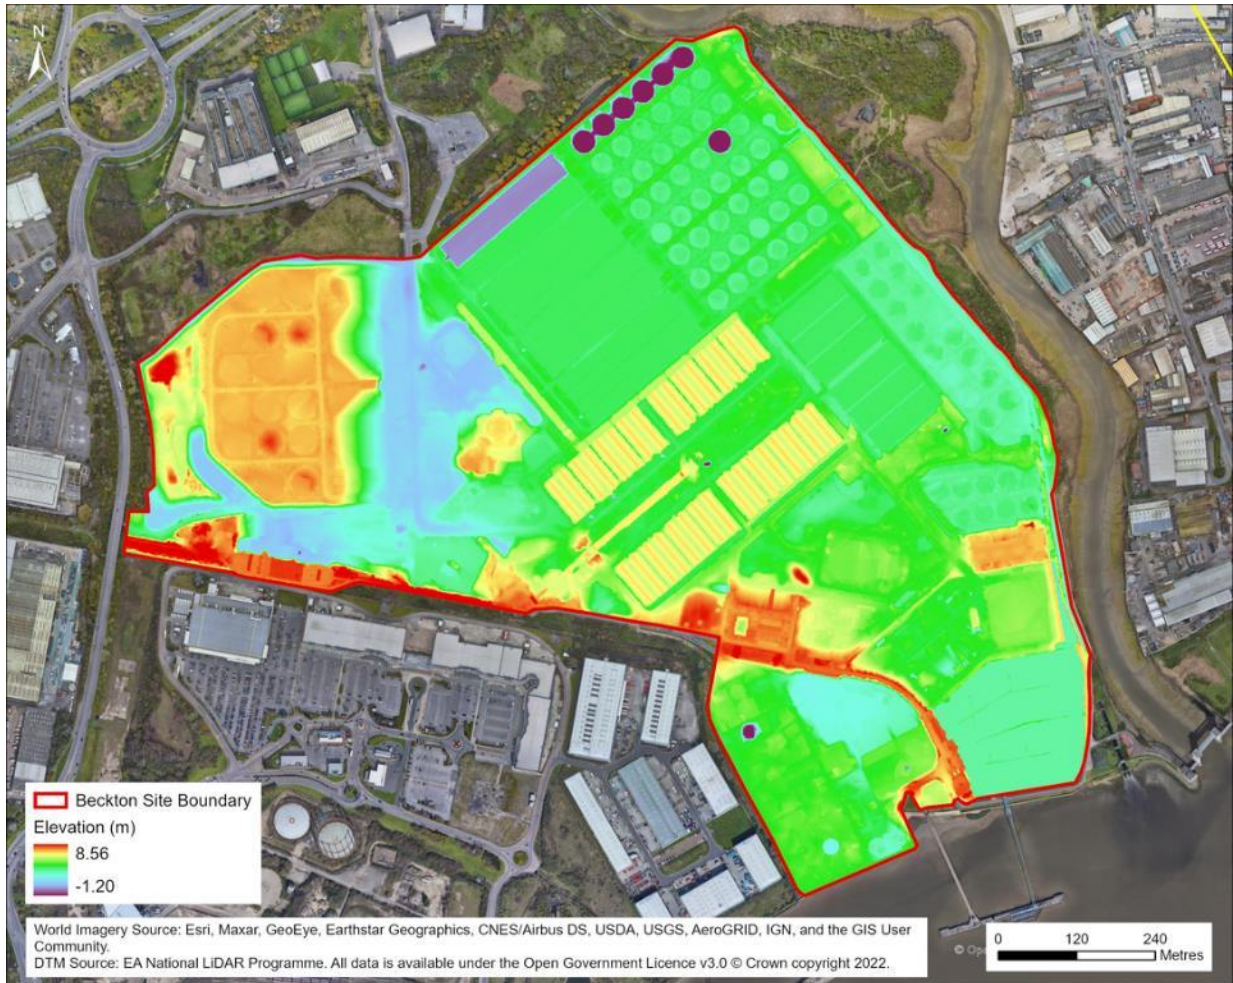 N
Beckton Site Boundary
Elevation (m)
8.56
-1.20
World Imagery Source: Esri, Maxar, GeoEye, Earthstar Geographics, CNES/Airbus DS, USDA, USGS, AeroGRID, IGN, and the GIS User
Community.
DTM Source: EA National LiDAR Programme. All data is available under the Open Government Licence v3.0 © Crown copyright 2022.
0 120 240
Metres